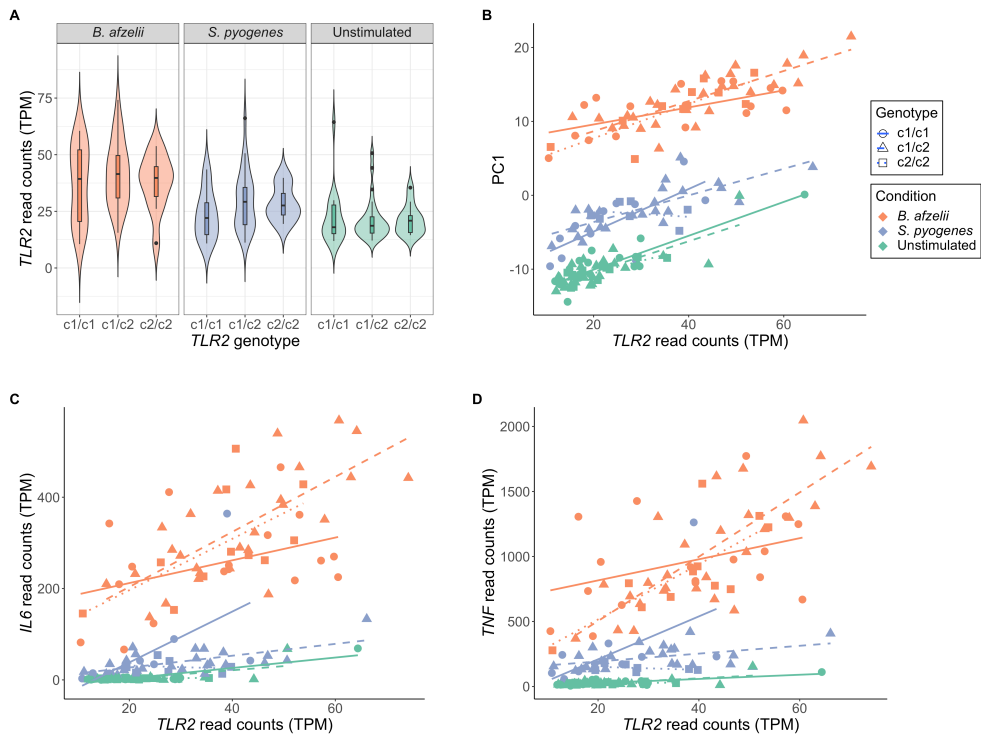 A
B. afzelii
S. pyogenes
Unstimulated
TLR2 read counts (TPM)
75
50
25
0
c1/c1 c1/c2 c2/c2 c1/c1 c1/c2 c2/c2 c1/c1 c1/c2 c2/c2
TLR2 genotype
B
PC1
20
10
0
-10
20 40 60
TLR2 read counts (TPM)
Genotype
c1/c1
c1/c2
c2/c2
Condition
B. afzelii
S. pyogenes
Unstimulated
C
IL6 read counts (TPM)
400
200
0
20 40 60
TLR2 read counts (TPM)
D
TNF read counts (TPM)
2000
1500
1000
500
0
20 40 60
TLR2 read counts (TPM)